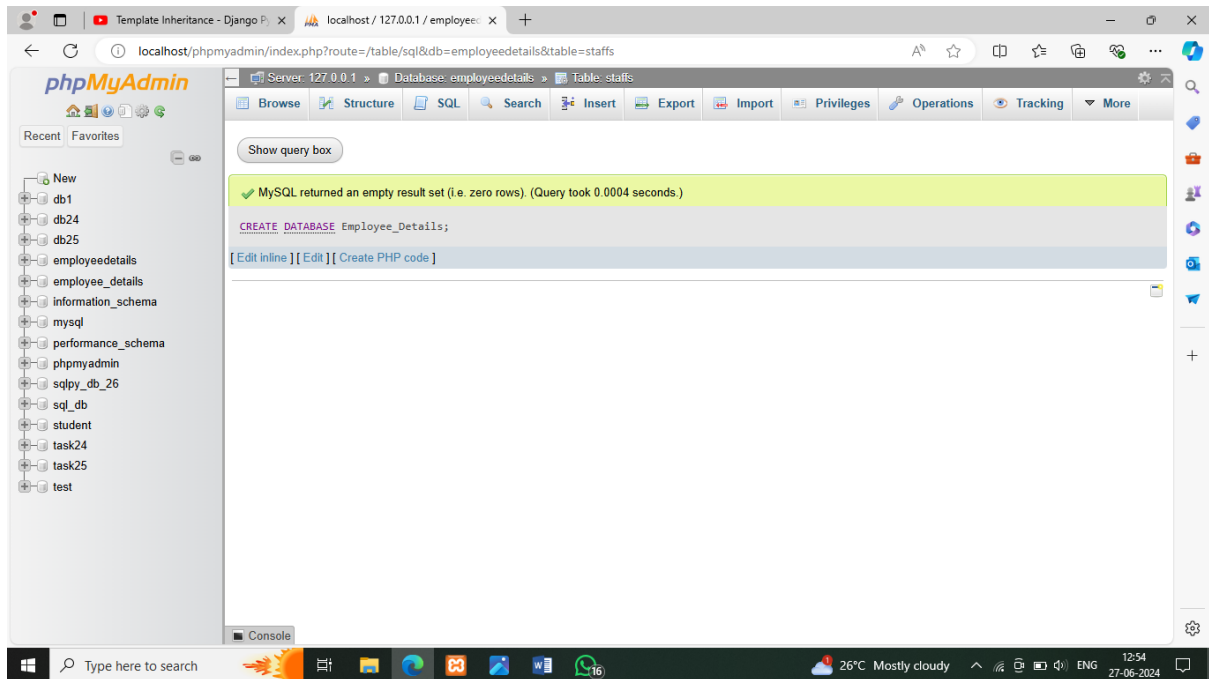 Template Inheritance - Django P
localhost / 127.0.0.1 / employee
localhost/phpmyadmin/index.php?route=/table/sql&db=employeedetails&table=staffs
phpMyAdmin
Recent Favorites
New
db1
db24
db25
employeedetails
employee_details
information_schema
mysql
performance_schema
phpmyadmin
sqlpy_db_26
sql_db
student
task24
task25
test
Server: 127.0.0.1 » Database: employeedetails » Table: staffs
Browse Structure SQL Search Insert Export Import Privileges Operations Tracking More
Show query box
MySQL returned an empty result set (i.e. zero rows). (Query took 0.0004 seconds.)
CREATE DATABASE Employee_Details;
[ Edit inline ] [ Edit ] [ Create PHP code ]
Console
Type here to search
16
26°C Mostly cloudy
ENG
12:54
27-06-2024